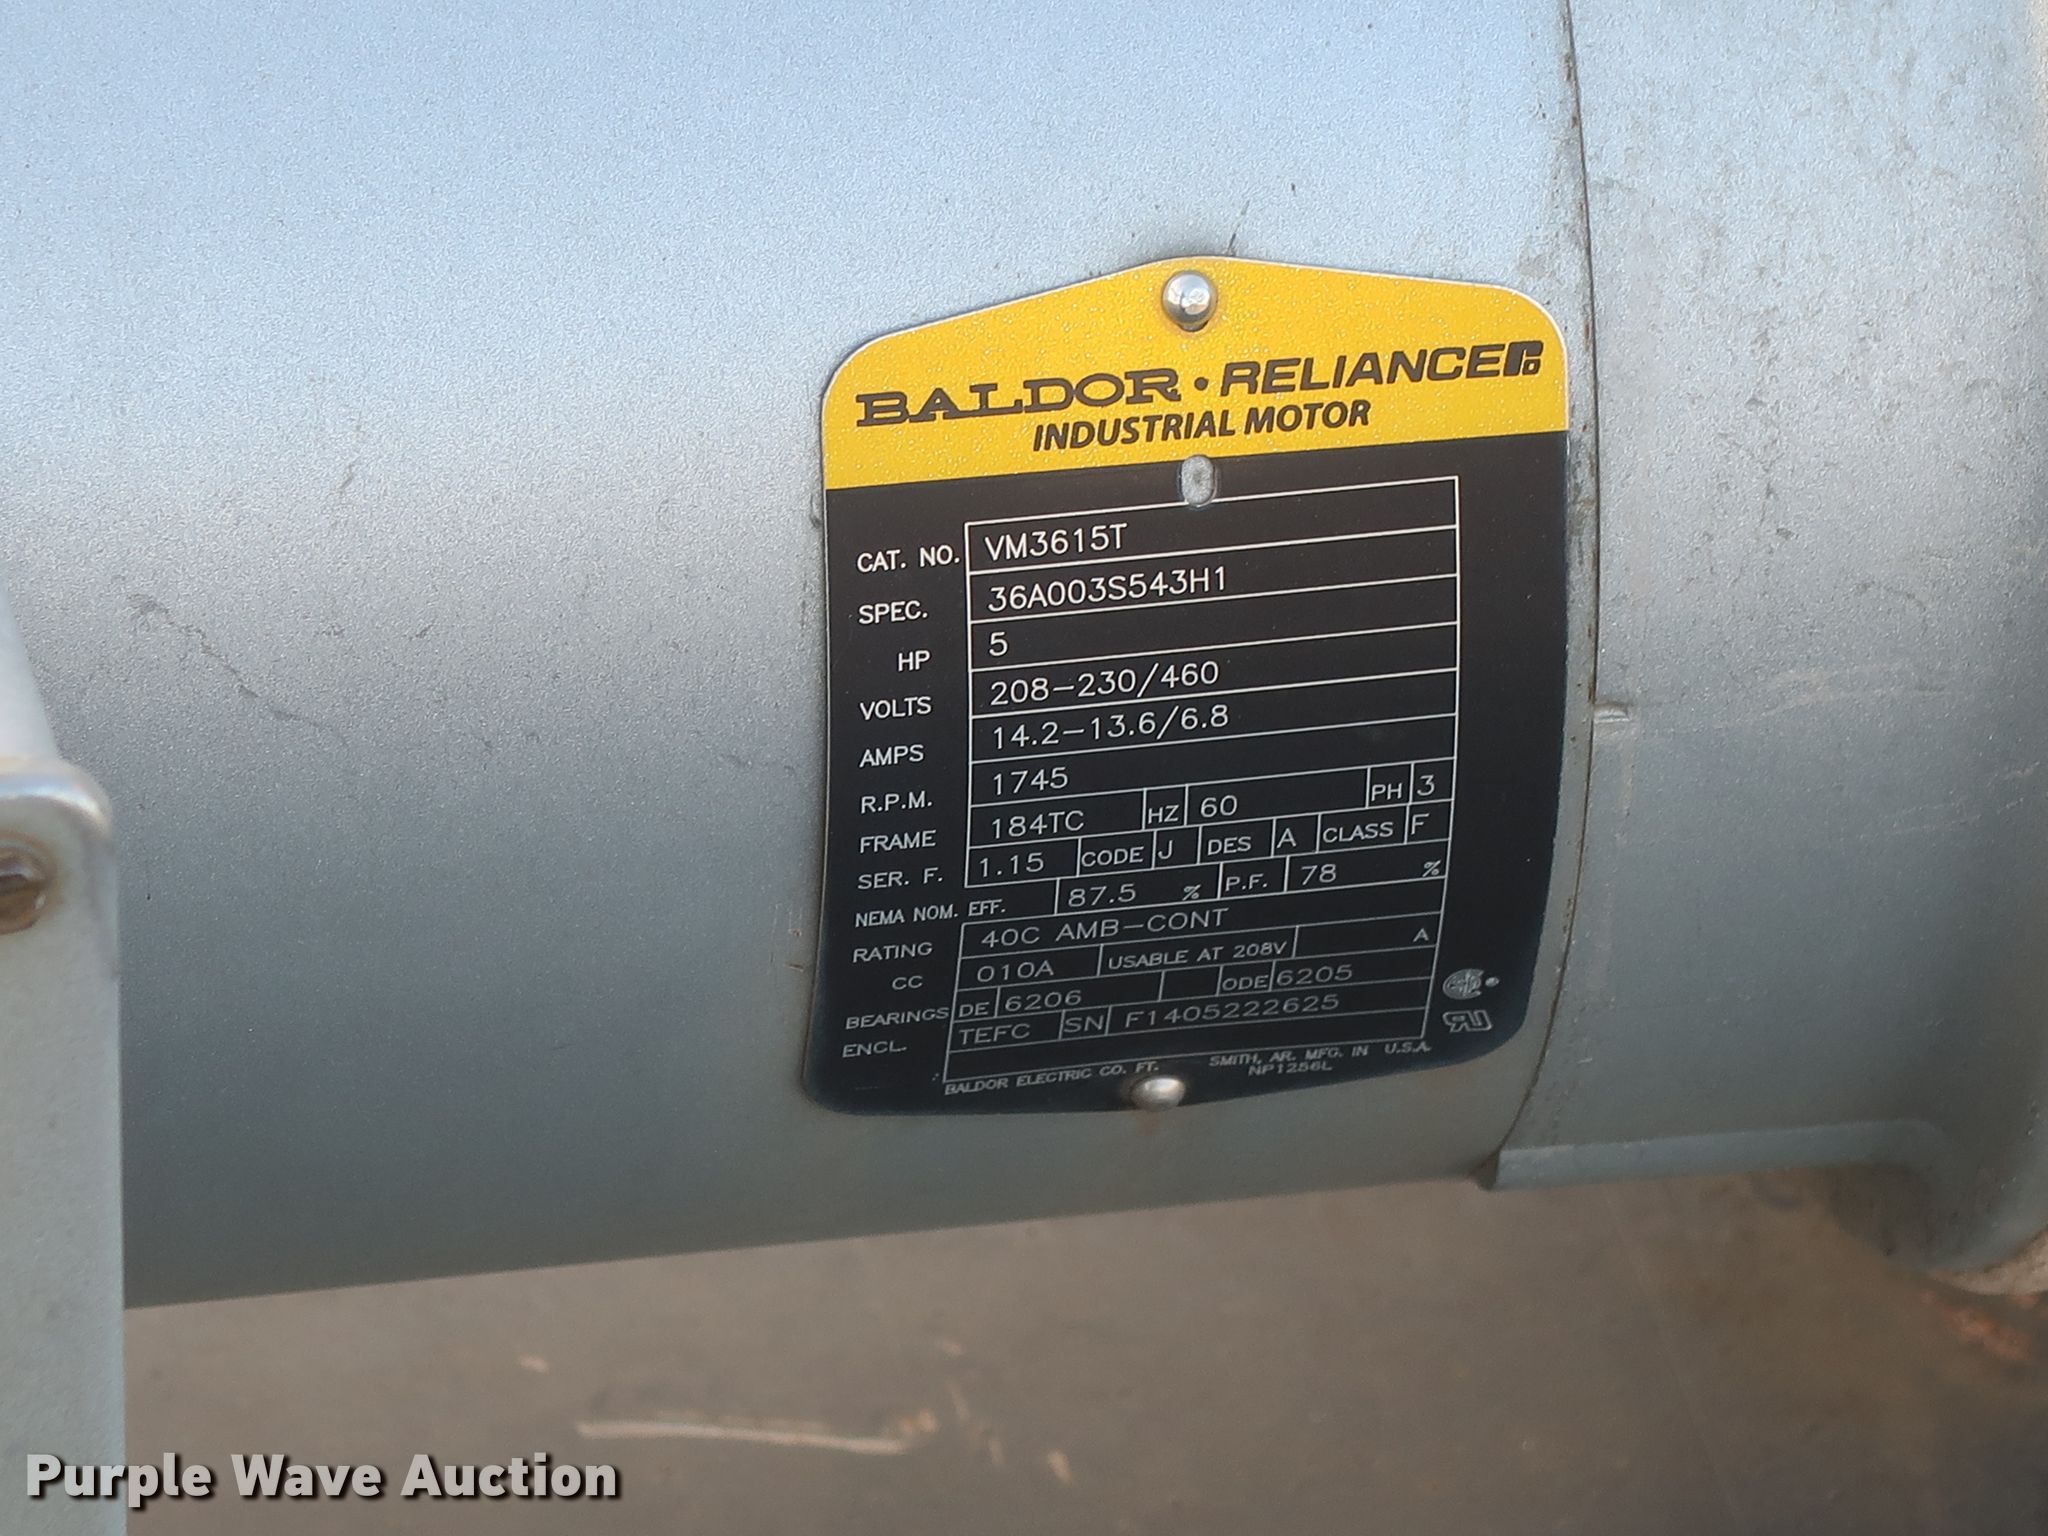 BALDOR • RELIANCE
INDUSTRIAL MOTOR
CAT. NO. VM3615T
SPEC. 36A003S543H1
HP 5
VOLTS 208-230/460
AMPS 14.2-13.6/6.8
R.P.M. 1745
FRAME 184TC HZ 60 PH 3
SER. F. 1.15 CODE J DES A CLASS F
NEMA NOM. EFF. 87.5 % P.F. 78 %
RATING 40C AMB-CONT
CC 010A USABLE AT 208V A
BEARINGS DE 6206 ODE 6205
ENCL. TEFC SN F1405222625
BALDOR ELECTRIC CO. FT. SMITH, AR. MFG. IN U.S.A.
NP1256L
Purple Wave Auction